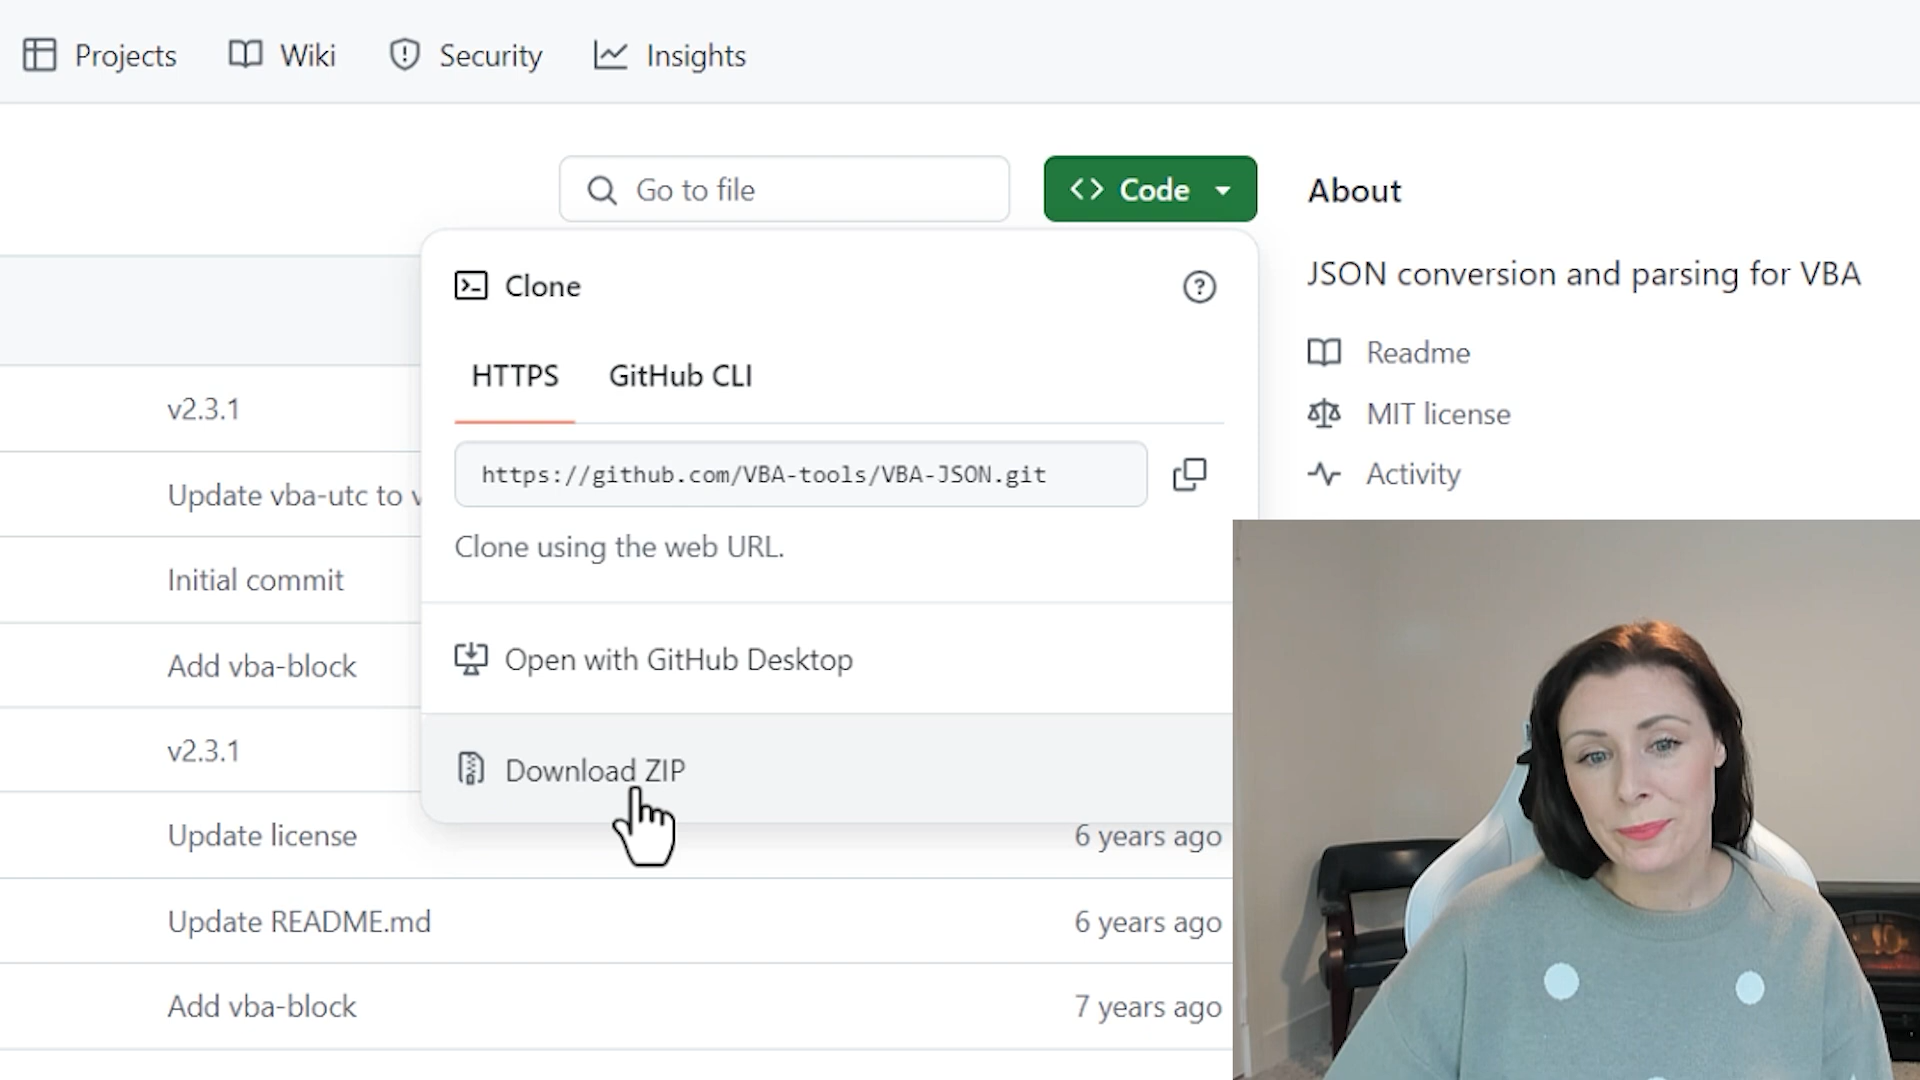 Projects
Wiki
Security
Insights
Go to file
Code
About
Clone
JSON conversion and parsing for VBA
Readme
HTTPS
GitHub CLI
v2.3.1
MIT license
https://github.com/VBA-tools/VBA-JSON.git
Activity
Update vba-utc to
Clone using the web URL.
Initial commit
Open with GitHub Desktop
Add vba-block
v2.3.1
Download ZIP
Update license
6 years ago
Update README.md
6 years ago
Add vba-block
7 years ago